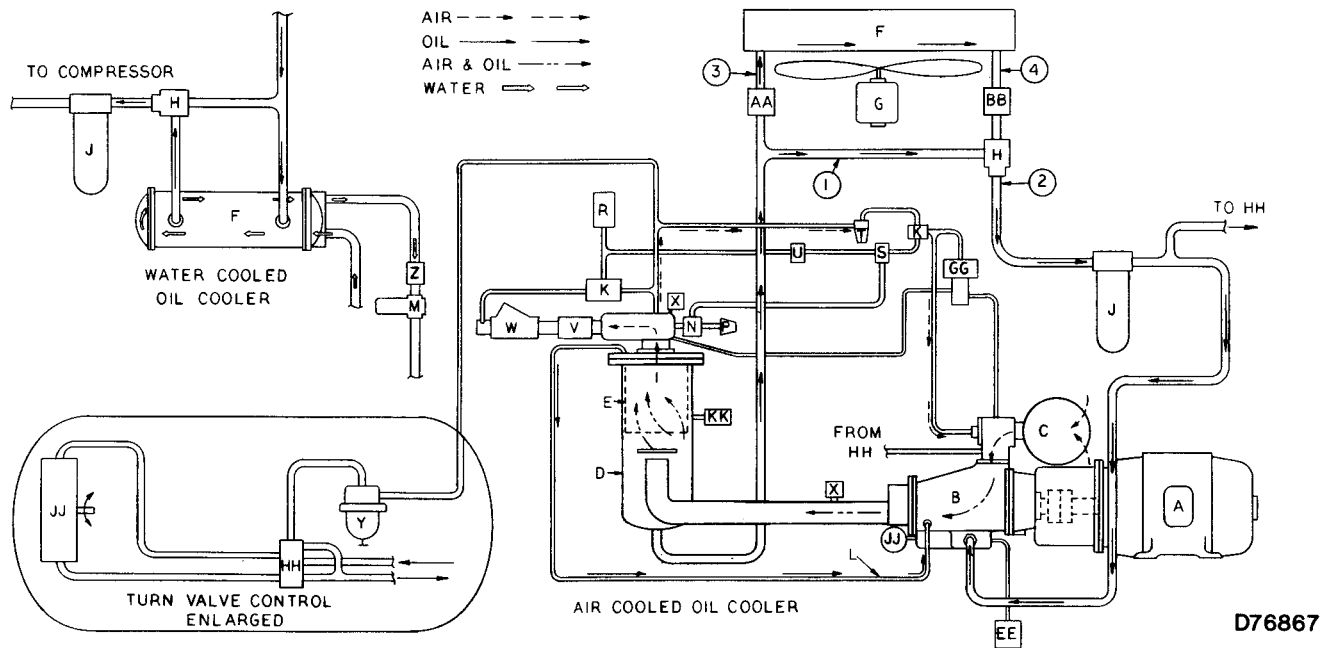 AIR
OIL
AIR & OIL
WATER
TO COMPRESSOR
H
J
F
WATER COOLED
OIL COOLER
Z
M
F
G
3
AA
4
BB
H
1
2
TO HH
J
R
U
S
T
K
GG
K
X
N
P
W
V
E
KK
D
FROM
HH
C
X
B
A
JJ
L
EE
AIR COOLED OIL COOLER
JJ
Y
HH
TURN VALVE CONTROL
ENLARGED
D76867